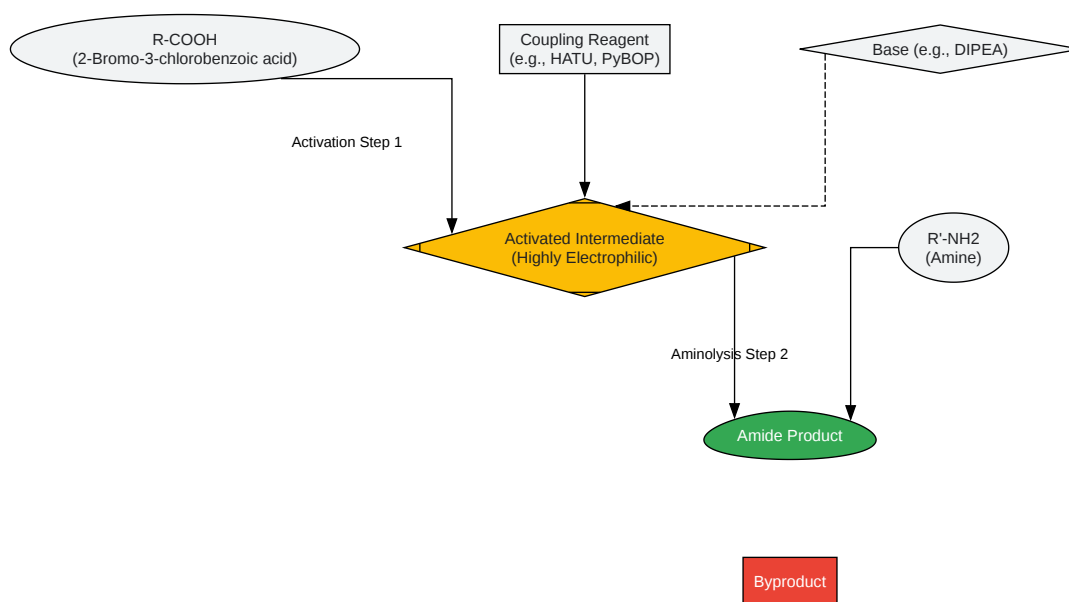 R-COOH
(2-Bromo-3-chlorobenzoic acid)
Coupling Reagent
(e.g., HATU, PyBOP)
Base (e.g., DIPEA)
Activation Step 1
Activated Intermediate
(Highly Electrophilic)
R'-NH2
(Amine)
Aminolysis Step 2
Amide Product
Byproduct